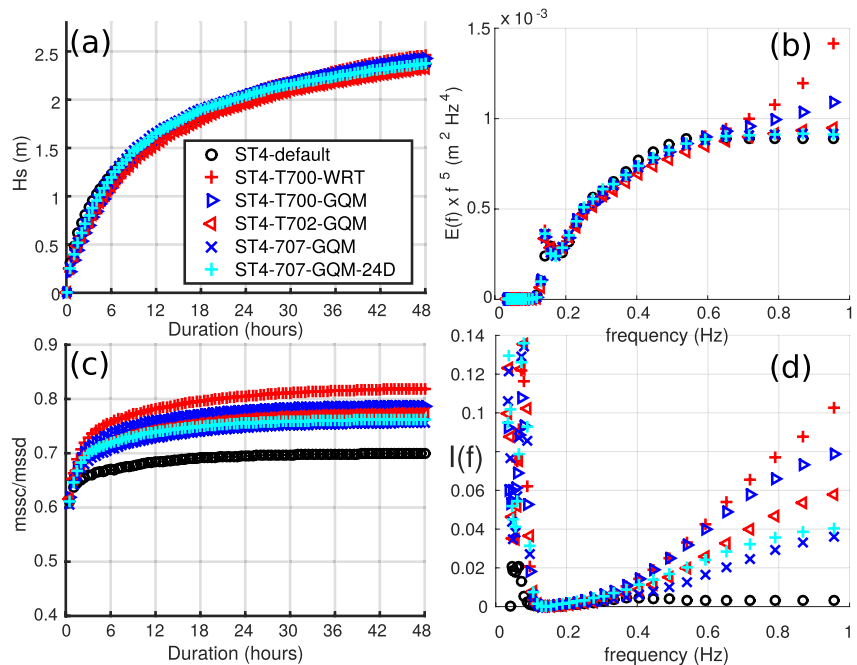 (a)
Hs (m)
2.5
2
1.5
1
0.5
0
0 6 12 18 24 30 36 42 48
Duration (hours)
ST4-default
ST4-T700-WRT
ST4-T700-GQM
ST4-T702-GQM
ST4-707-GQM
ST4-707-GQM-24D
× 10⁻³
(b)
E(f) x f ⁵ (m² Hz⁴)
1.5
1
0.5
0
0 0.2 0.4 0.6 0.8 1
frequency (Hz)
(c)
mssc/mssd
0.9
0.8
0.7
0.6
0.5
0.4
0 6 12 18 24 30 36 42 48
Duration (hours)
(d)
I(f)
0.14
0.12
0.1
0.08
0.06
0.04
0.02
0
0 0.2 0.4 0.6 0.8 1
frequency (Hz)